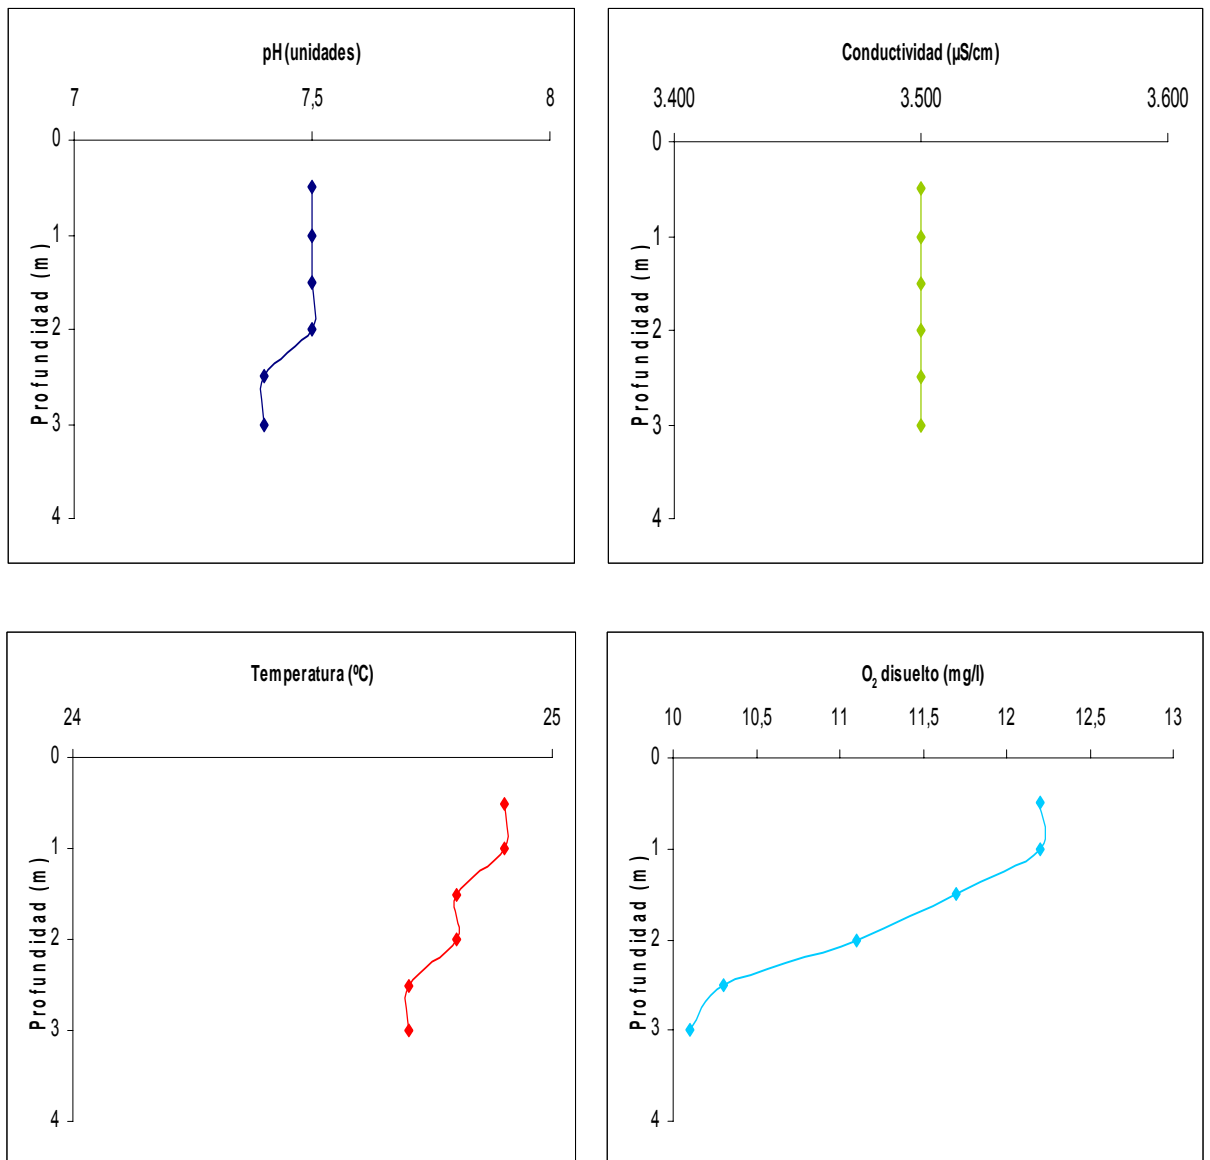 pH (unidades)
7 7,5 8
0
1
2
3
4
Profundidad (m)
Conductividad (µS/cm)
3.400 3.500 3.600
0
1
2
3
4
Profundidad (m)
Temperatura (ºC)
24 25
0
1
2
3
4
Profundidad (m)
O₂ disuelto (mg/l)
10 10,5 11 11,5 12 12,5 13
0
1
2
3
4
Profundidad (m)